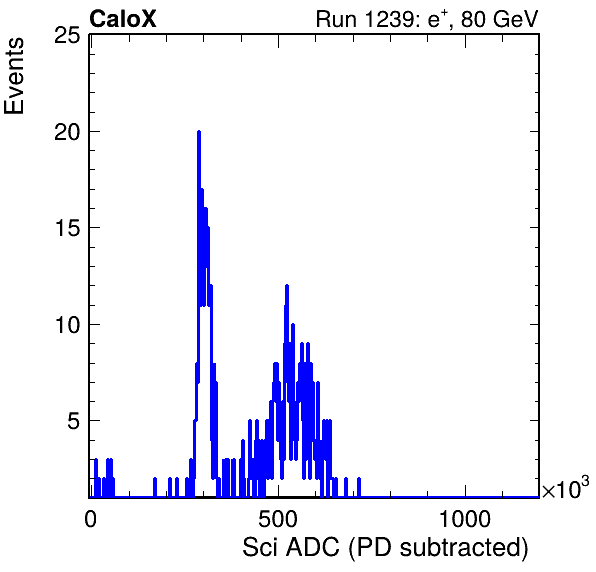 CaloX Run 1239: e⁺, 80 GeV
Events
25
20
15
10
5
0 500 1000
×10³
Sci ADC (PD subtracted)